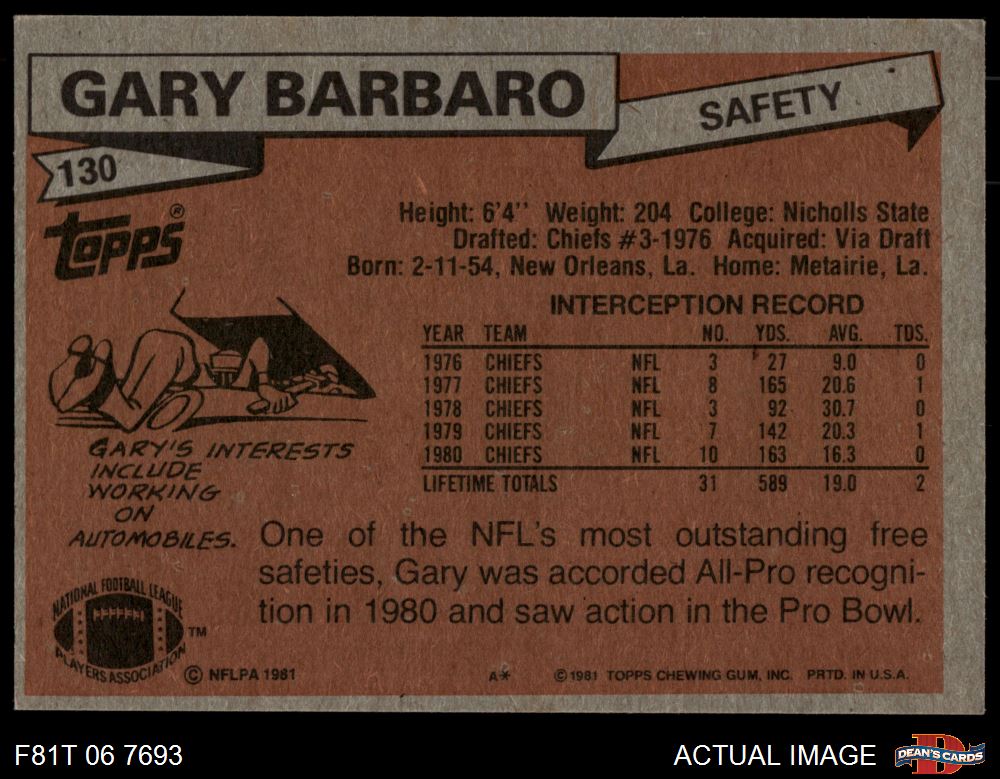 GARY BARBARO
SAFETY
130
topps®
Height: 6'4'' Weight: 204 College: Nicholls State
Drafted: Chiefs #3-1976 Acquired: Via Draft
Born: 2-11-54, New Orleans, La. Home: Metairie, La.
INTERCEPTION RECORD
YEAR TEAM NO. YDS. AVG. TDS.
1976 CHIEFS NFL 3 27 9.0 0
1977 CHIEFS NFL 8 165 20.6 1
1978 CHIEFS NFL 3 92 30.7 0
1979 CHIEFS NFL 7 142 20.3 1
1980 CHIEFS NFL 10 163 16.3 0
LIFETIME TOTALS 31 589 19.0 2
GARY'S INTERESTS
INCLUDE
WORKING
ON
AUTOMOBILES.
One of the NFL's most outstanding free
safeties, Gary was accorded All-Pro recogni-
tion in 1980 and saw action in the Pro Bowl.
NATIONAL FOOTBALL LEAGUE
NFLPA
PLAYERS ASSOCIATION
TM
© NFLPA 1981
A*
© 1981 TOPPS CHEWING GUM, INC. PRTD. IN U.S.A.
F81T 06 7693
ACTUAL IMAGE
D
DEAN'S CARDS